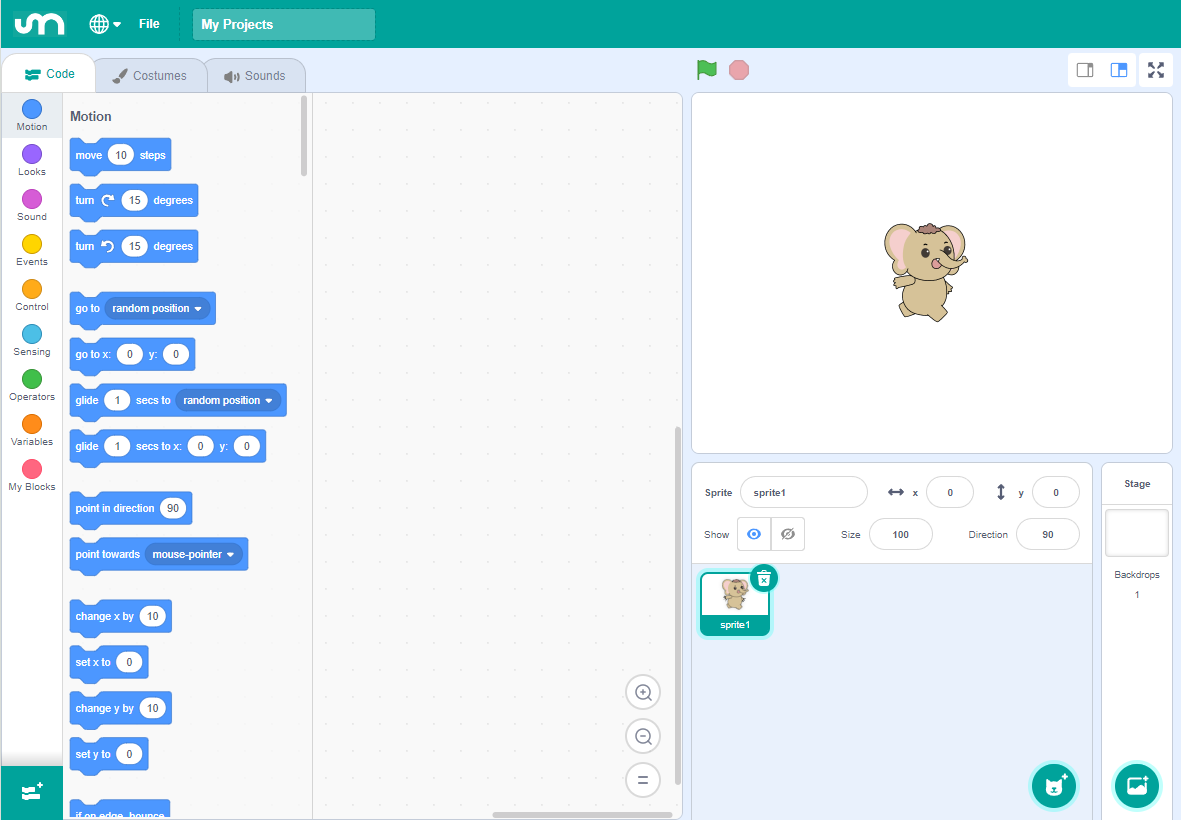 um
File
My Projects
Code
Costumes
Sounds
Motion
Looks
Sound
Events
Control
Sensing
Operators
Variables
My Blocks
Motion
move 10 steps
turn 15 degrees
turn 15 degrees
go to random position
go to x: 0 y: 0
glide 1 secs to random position
glide 1 secs to x: 0 y: 0
point in direction 90
point towards mouse-pointer
change x by 10
set x to 0
change y by 10
set y to 0
if on edge, bounce
Sprite sprite1 x 0 y 0
Show Size 100 Direction 90
sprite1
Stage
Backdrops
1